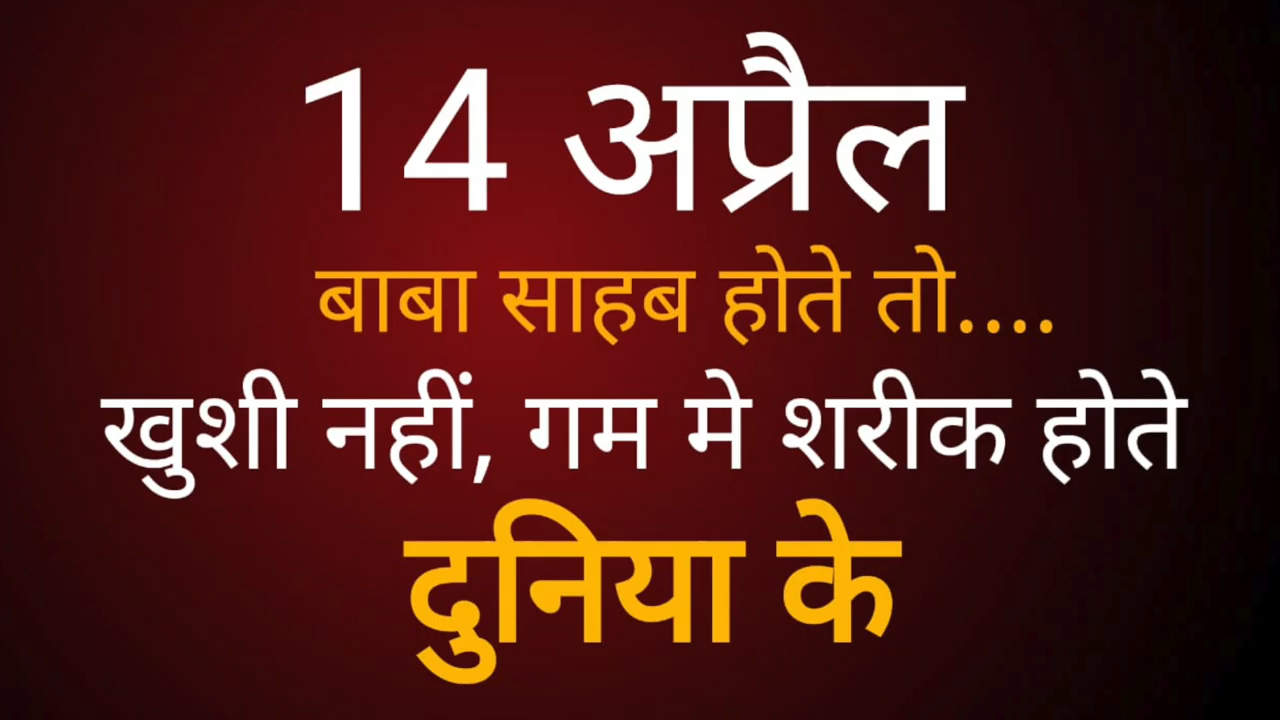 14 अप्रैल
बाबा साहब होते तो....
खुशी नहीं, गम मे शरीक होते
दुनिया के